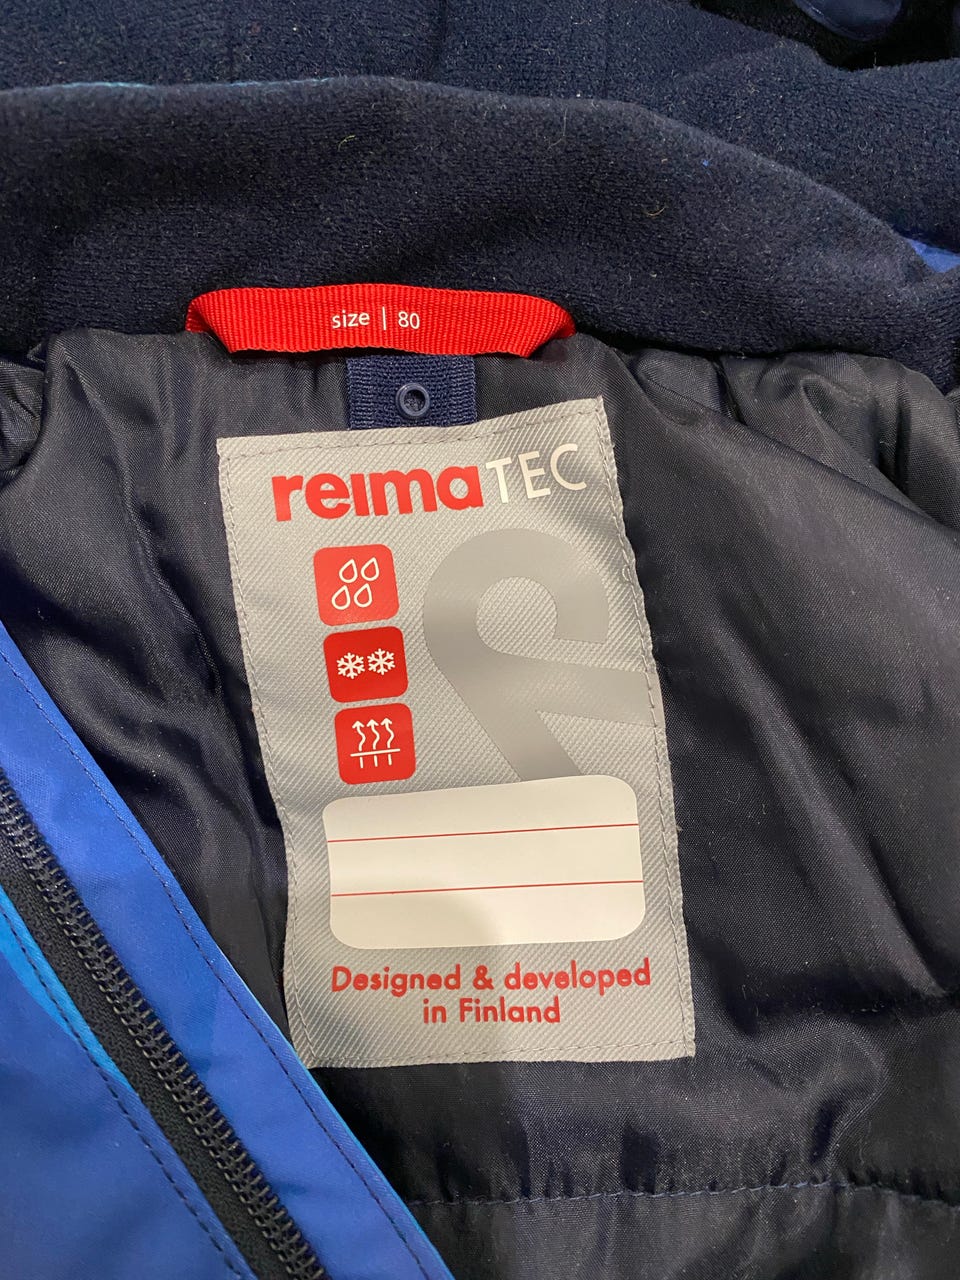 size | 80
reimaTEC
Designed & developed
in Finland